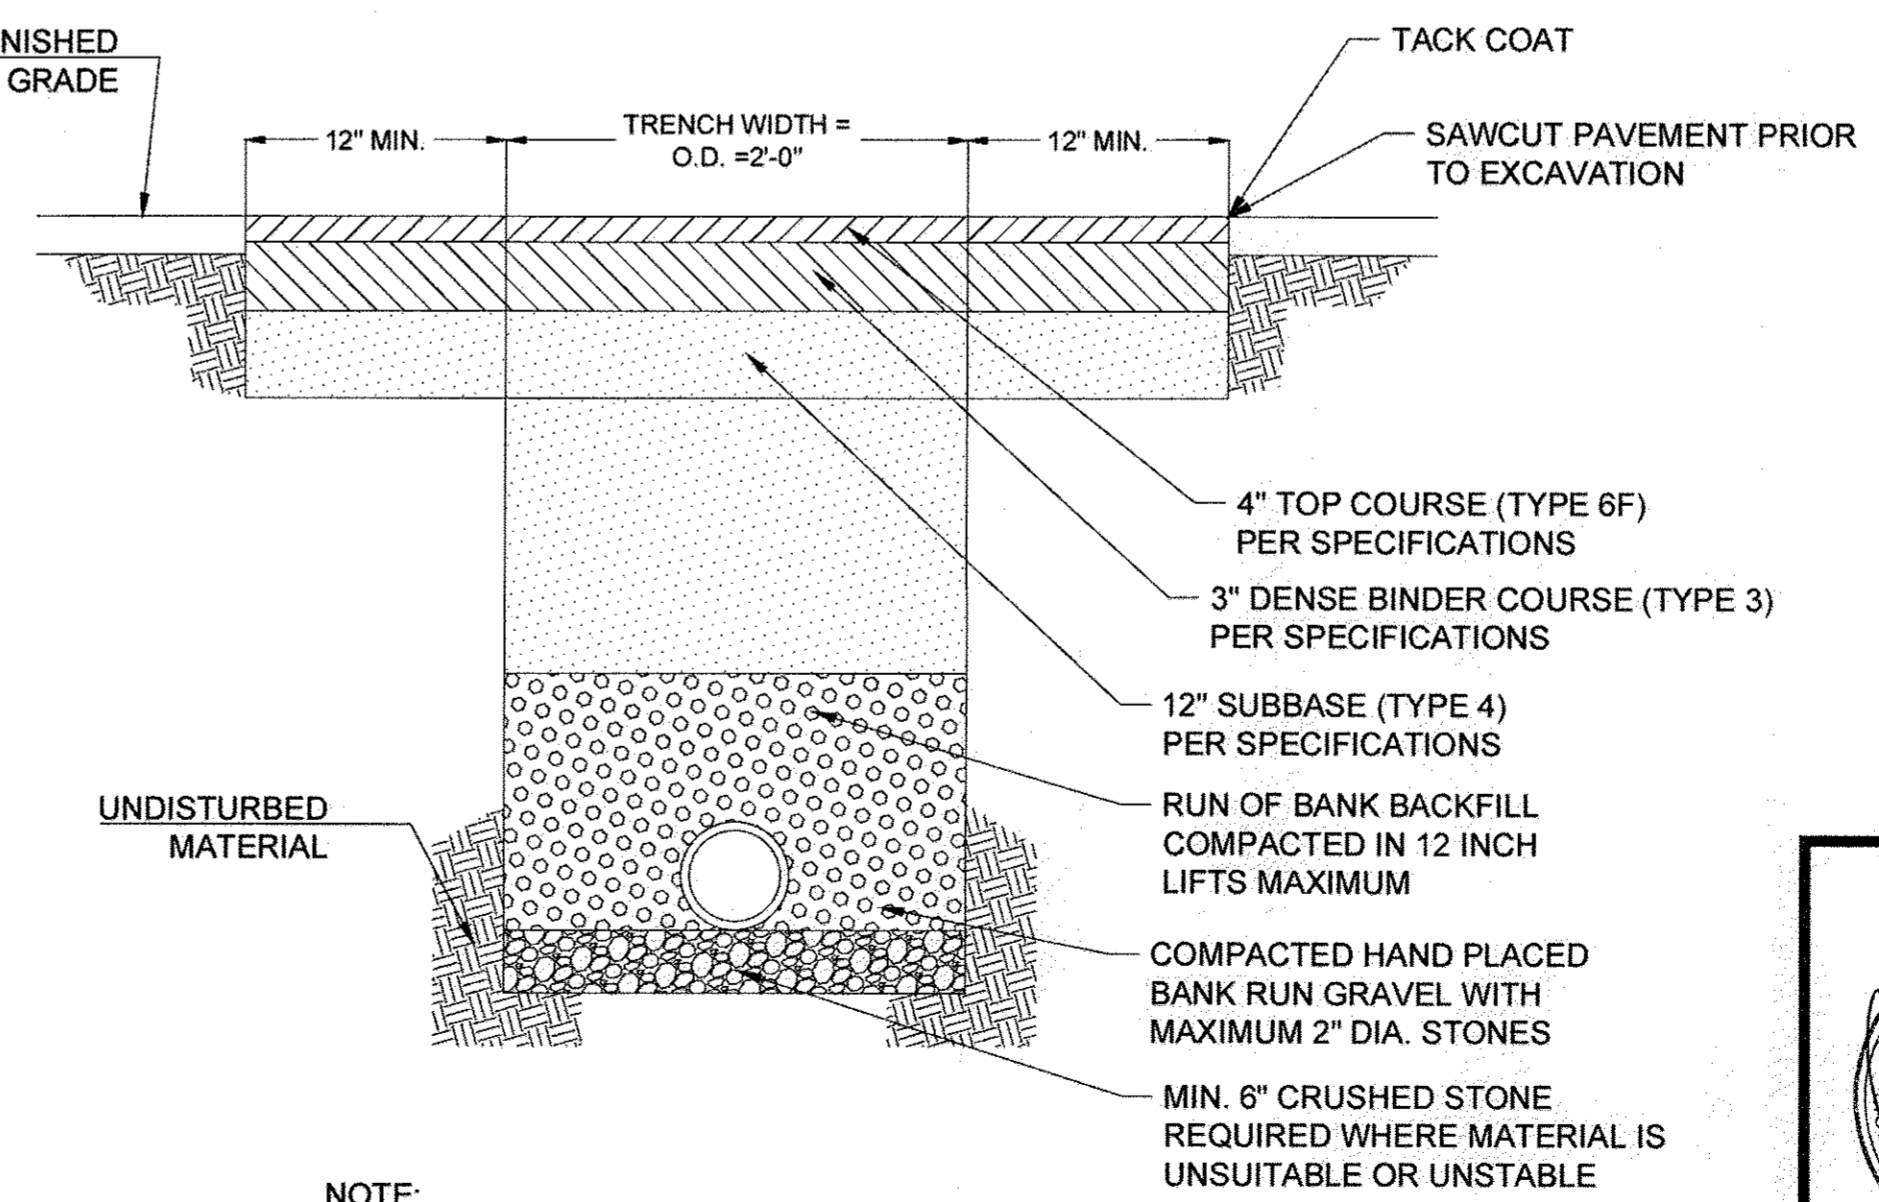 NISHED
GRADE
TACK COAT
12" MIN.
TRENCH WIDTH =
O.D. =2'-0"
12" MIN.
SAWCUT PAVEMENT PRIOR
TO EXCAVATION
4" TOP COURSE (TYPE 6F)
PER SPECIFICATIONS
3" DENSE BINDER COURSE (TYPE 3)
PER SPECIFICATIONS
12" SUBBASE (TYPE 4)
PER SPECIFICATIONS
RUN OF BANK BACKFILL
COMPACTED IN 12 INCH
LIFTS MAXIMUM
UNDISTURBED
MATERIAL
COMPACTED HAND PLACED
BANK RUN GRAVEL WITH
MAXIMUM 2" DIA. STONES
MIN. 6" CRUSHED STONE
REQUIRED WHERE MATERIAL IS
UNSUITABLE OR UNSTABLE
NOTE: